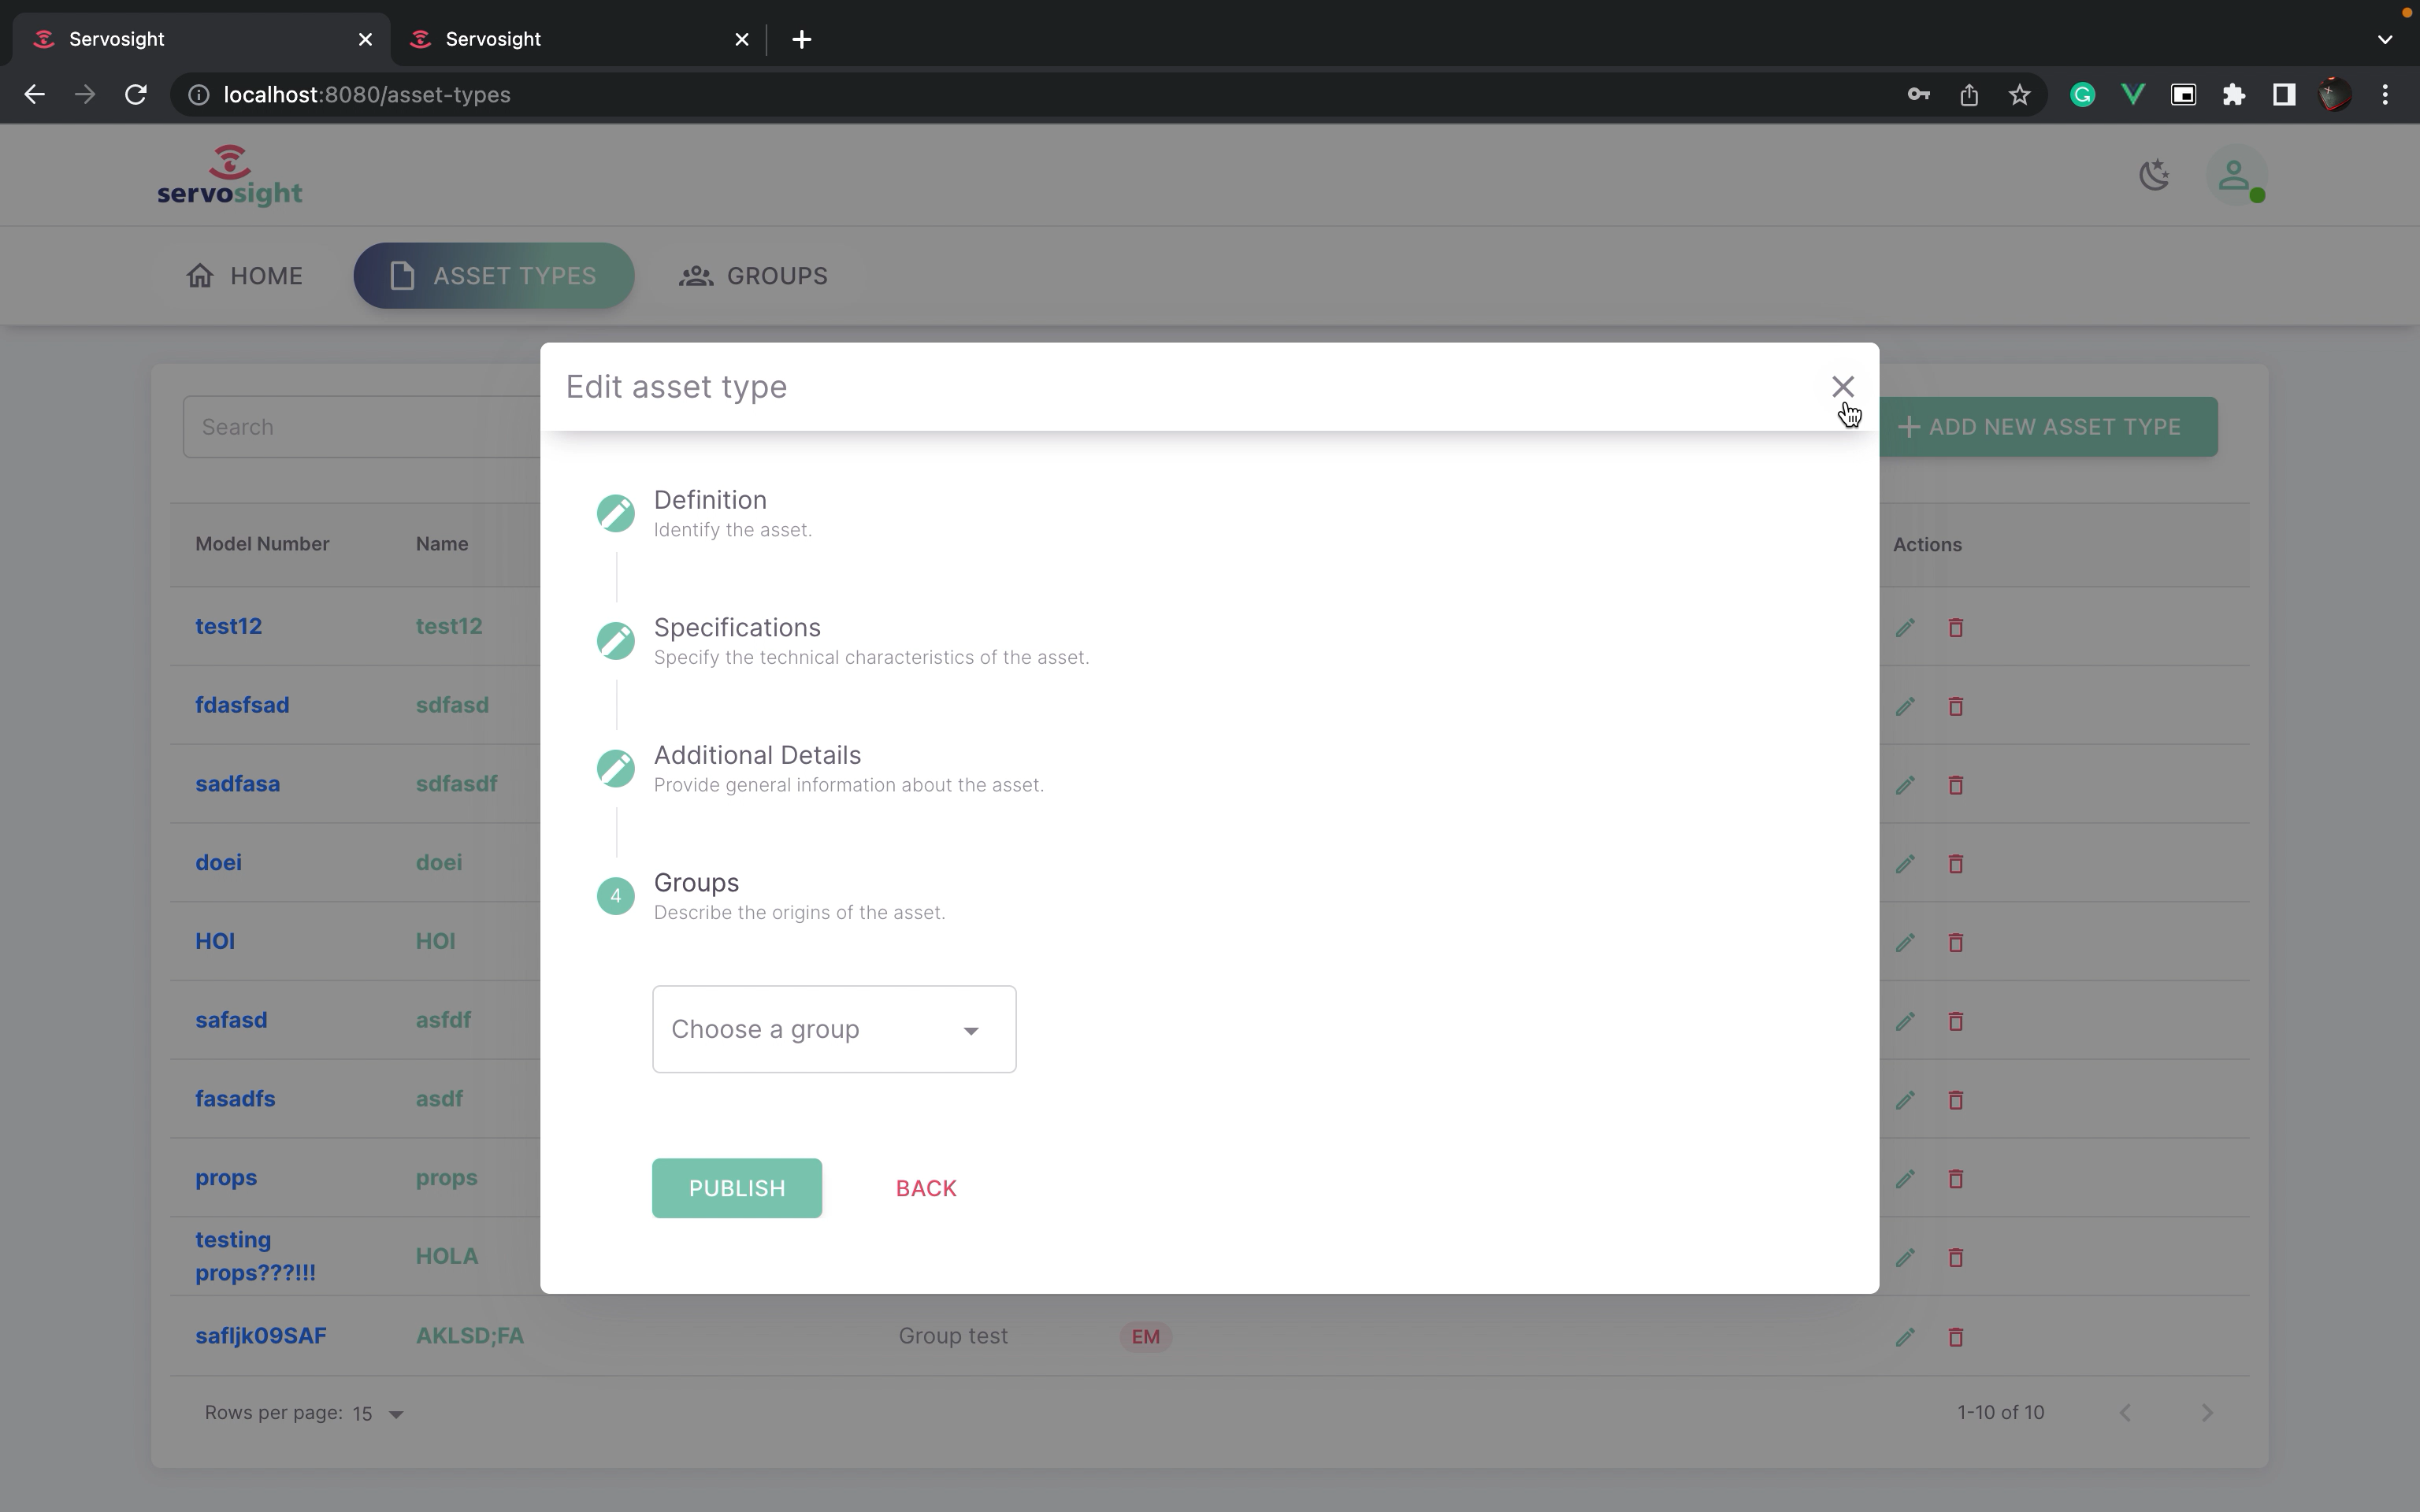 Servosight
Servosight
localhost:8080/asset-types
servosight
HOME
ASSET TYPES
GROUPS
Edit asset type
Search
ADD NEW ASSET TYPE
Definition
Identify the asset.
Model Number
Name
Actions
test12
test12
Specifications
Specify the technical characteristics of the asset.
fdasfsad
sdfasd
Additional Details
Provide general information about the asset.
sadfasa
sdfasdf
doei
doei
4
Groups
Describe the origins of the asset.
HOI
HOI
safasd
asfdf
Choose a group
fasadfs
asdf
props
props
PUBLISH
BACK
testing
props???!!!
HOLA
safljk09SAF
AKLSD;FA
Group test
EM
Rows per page: 15
1-10 of 10